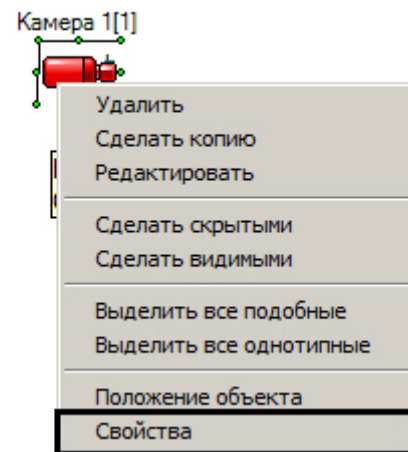 Камера 1[1]
Удалить
Сделать копию
Редактировать
Сделать скрытыми
Сделать видимыми
Выделить все подобные
Выделить все однотипные
Положение объекта
Свойства